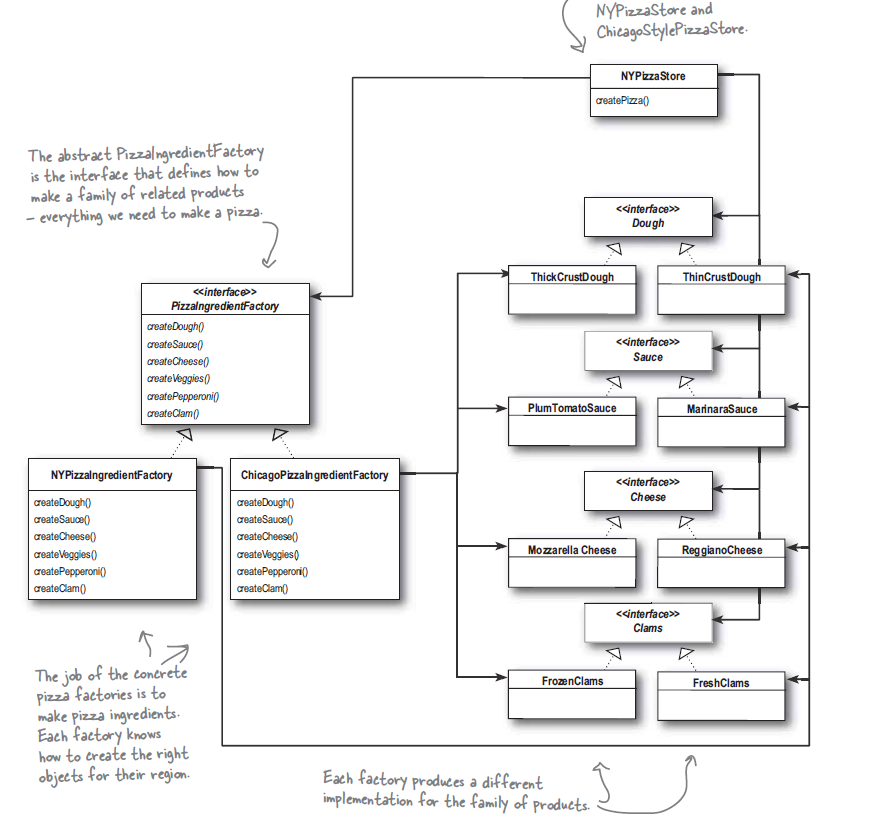 NYPizzaStore and
ChicagoStylePizzaStore.
NYPizzaStore
createPizza()
The abstract PizzaIngredientFactory
is the interface that defines how to
make a family of related products
– everything we need to make a pizza.
<<interface>>
Dough
ThickCrustDough
ThinCrustDough
<<interface>>
PizzaIngredientFactory
createDough()
createSauce()
createCheese()
createVeggies()
createPepperoni()
createClam()
<<interface>>
Sauce
PlumTomatoSauce
MarinaraSauce
NYPizzaIngredientFactory
createDough()
createSauce()
createCheese()
createVeggies()
createPepperoni()
createClam()
ChicagoPizzaIngredientFactory
createDough()
createSauce()
createCheese()
createVeggies()
createPepperoni()
createClam()
<<interface>>
Cheese
Mozzarella Cheese
ReggianoCheese
<<interface>>
Clams
FrozenClams
FreshClams
The job of the concrete
pizza factories is to
make pizza ingredients.
Each factory knows
how to create the right
objects for their region.
Each factory produces a different
implementation for the family of products.